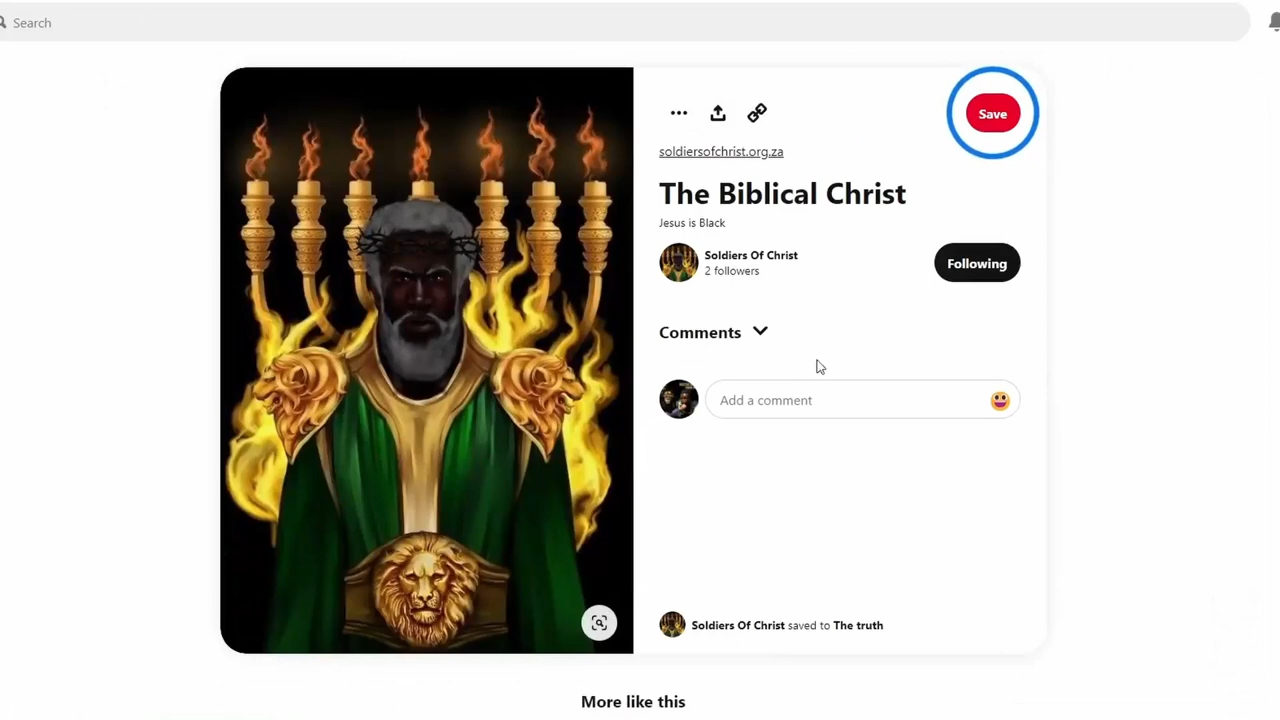 Search
Save
soldiersofchrist.org.za
The Biblical Christ
Jesus is Black
Soldiers Of Christ
2 followers
Following
Comments
Add a comment
Soldiers Of Christ saved to The truth
More like this